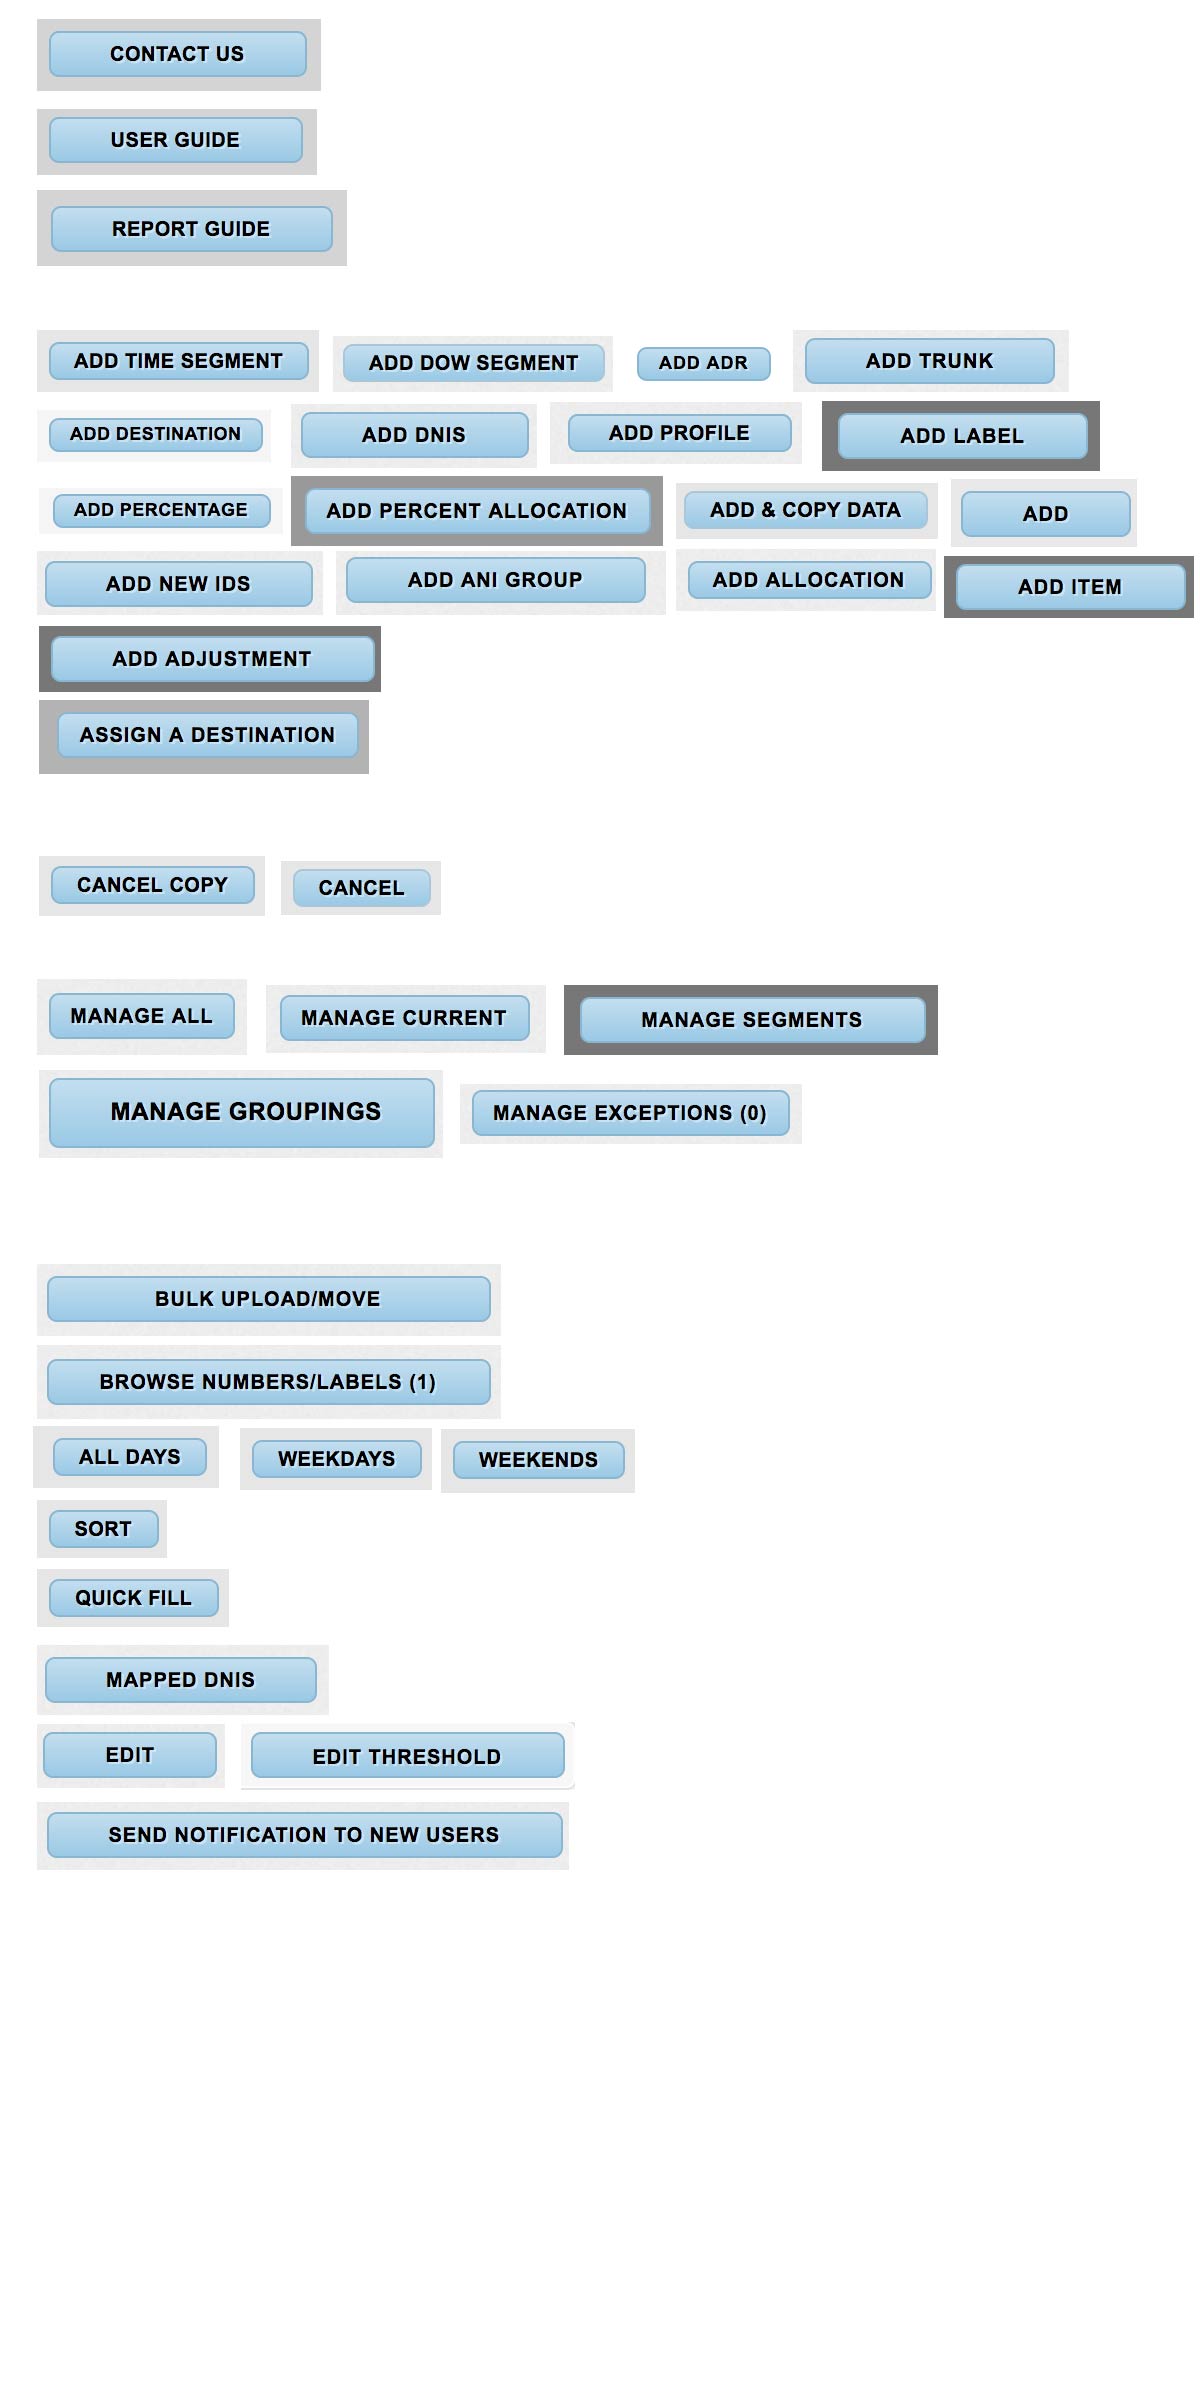 CONTACT US
USER GUIDE
REPORT GUIDE
ADD TIME SEGMENT ADD DOW SEGMENT ADD ADR ADD TRUNK
ADD DESTINATION ADD DNIS ADD PROFILE ADD LABEL
ADD PERCENTAGE ADD PERCENT ALLOCATION ADD & COPY DATA ADD
ADD NEW IDS ADD ANI GROUP ADD ALLOCATION ADD ITEM
ADD ADJUSTMENT
ASSIGN A DESTINATION
CANCEL COPY CANCEL
MANAGE ALL MANAGE CURRENT MANAGE SEGMENTS
MANAGE GROUPINGS MANAGE EXCEPTIONS (0)
BULK UPLOAD/MOVE
BROWSE NUMBERS/LABELS (1)
ALL DAYS WEEKDAYS WEEKENDS
SORT
QUICK FILL
MAPPED DNIS
EDIT EDIT THRESHOLD
SEND NOTIFICATION TO NEW USERS